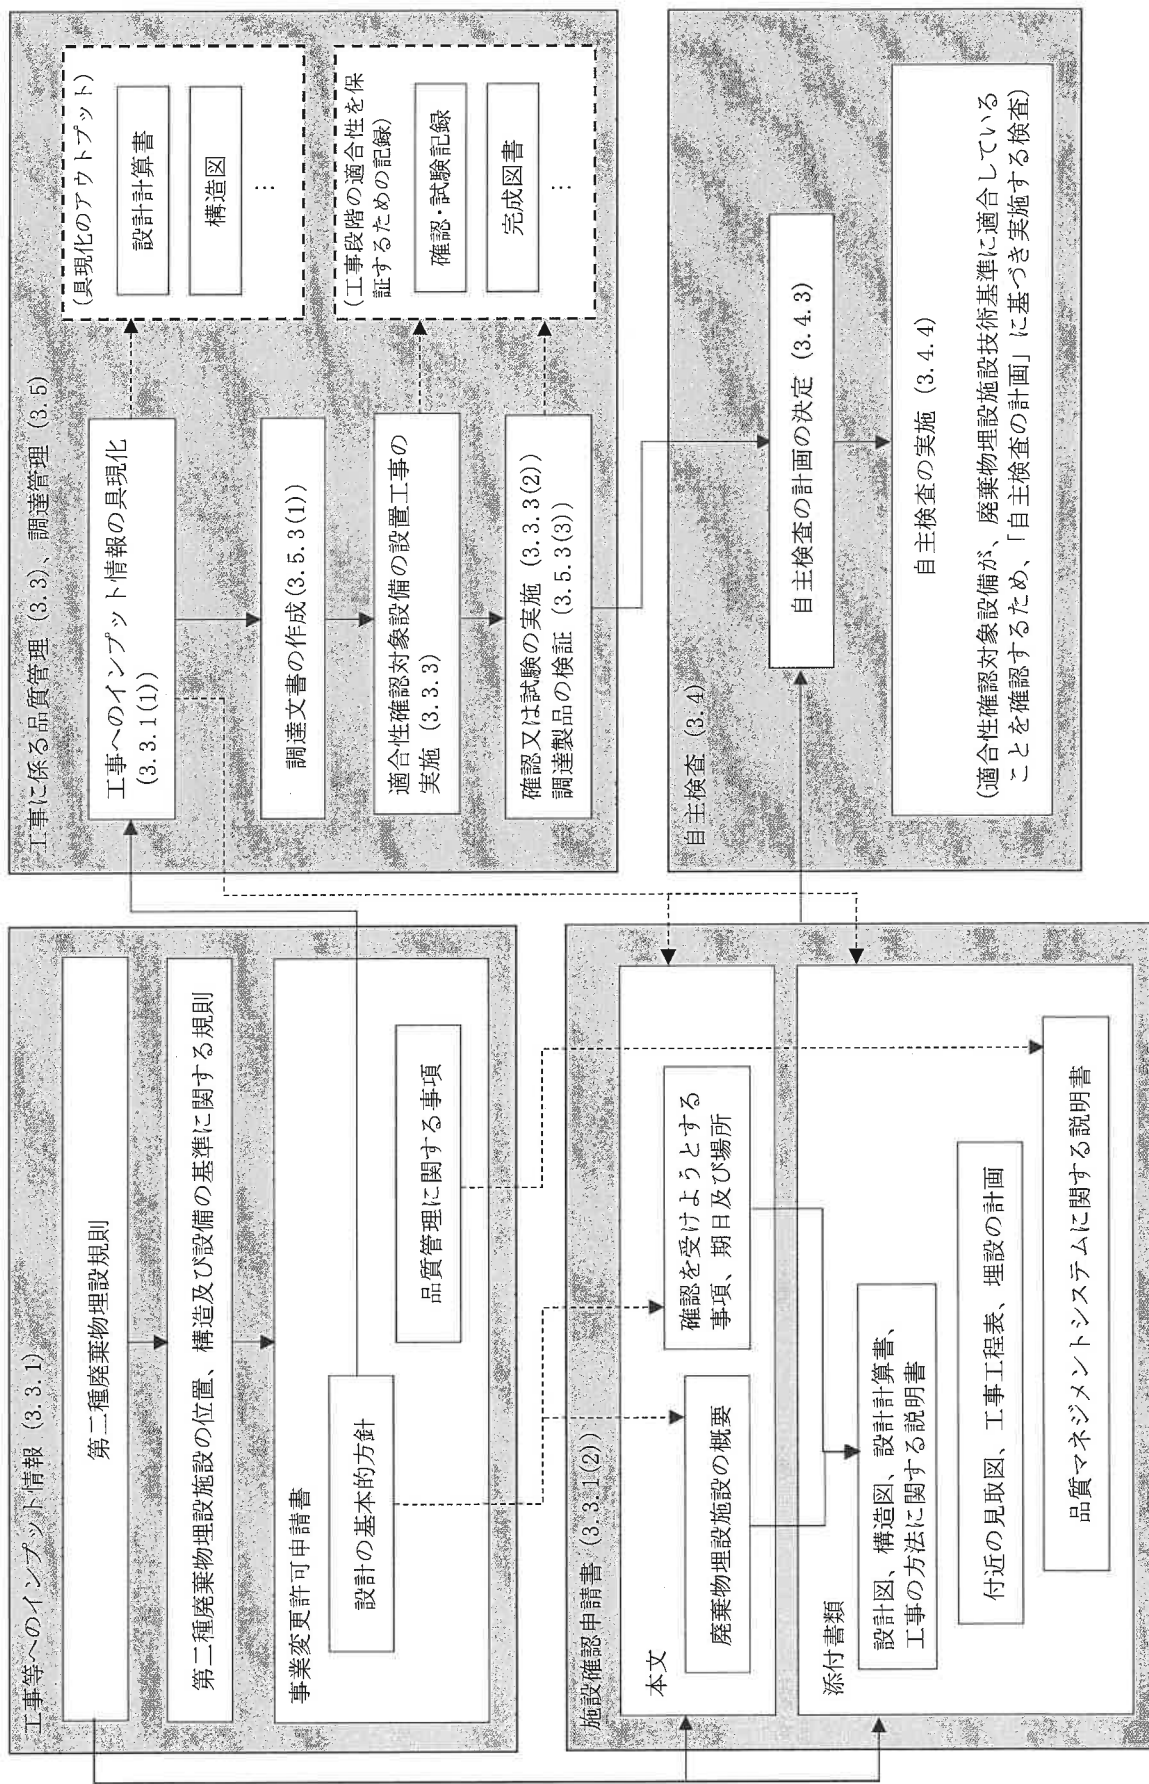 工事等へのインプット情報 (3.3.1)
第二種廃棄物埋設規則
第二種廃棄物埋設施設の位置、構造及び設備の基準に関する規則
事業変更許可申請書
設計の基本的方針
品質管理に関する事項
施設確認申請書 (3.3.1(2))
本文
廃棄物埋設施設の概要
確認を受けようとする
事項、期日及び場所
添付書類
設計図、構造図、設計計算書、
工事の方法に関する説明書
付近の見取図、工事工程表、埋設の計画
品質マネジメントシステムに関する説明書
工事に係る品質管理 (3.3)、調達管理 (3.5)
工事へのインプット情報の具現化
(3.3.1(1))
調達文書の作成(3.5.3(1))
適合性確認対象設備の設置工事の
実施 (3.3.3)
確認又は試験の実施 (3.3.3(2))
調達製品の検証 (3.5.3(3))
(具現化のアウトプット)
設計計算書
構造図
⋮
(工事段階の適合性を保
証するための記録)
確認・試験記録
完成図書
⋮
自主検査 (3.4)
自主検査の計画の決定 (3.4.3)
自主検査の実施 (3.4.4)
(適合性確認対象設備が、廃棄物埋設施設技術基準に適合している
ことを確認するため、「自主検査の計画」に基づき実施する検査)